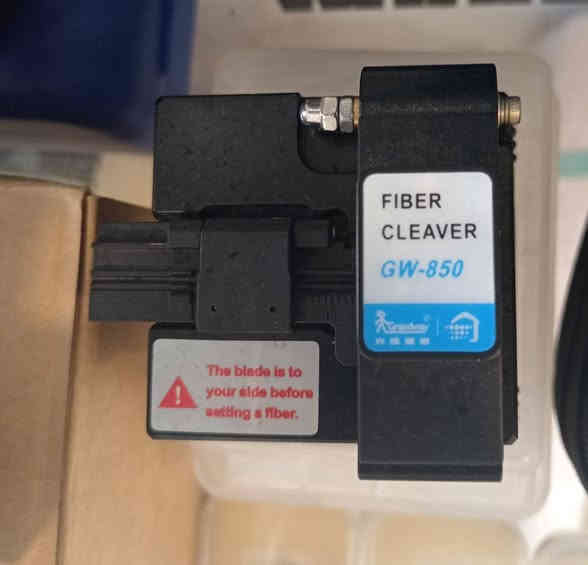 FIBER
CLEAVER
GW-850
The blade is to
your side before
setting a fiber.